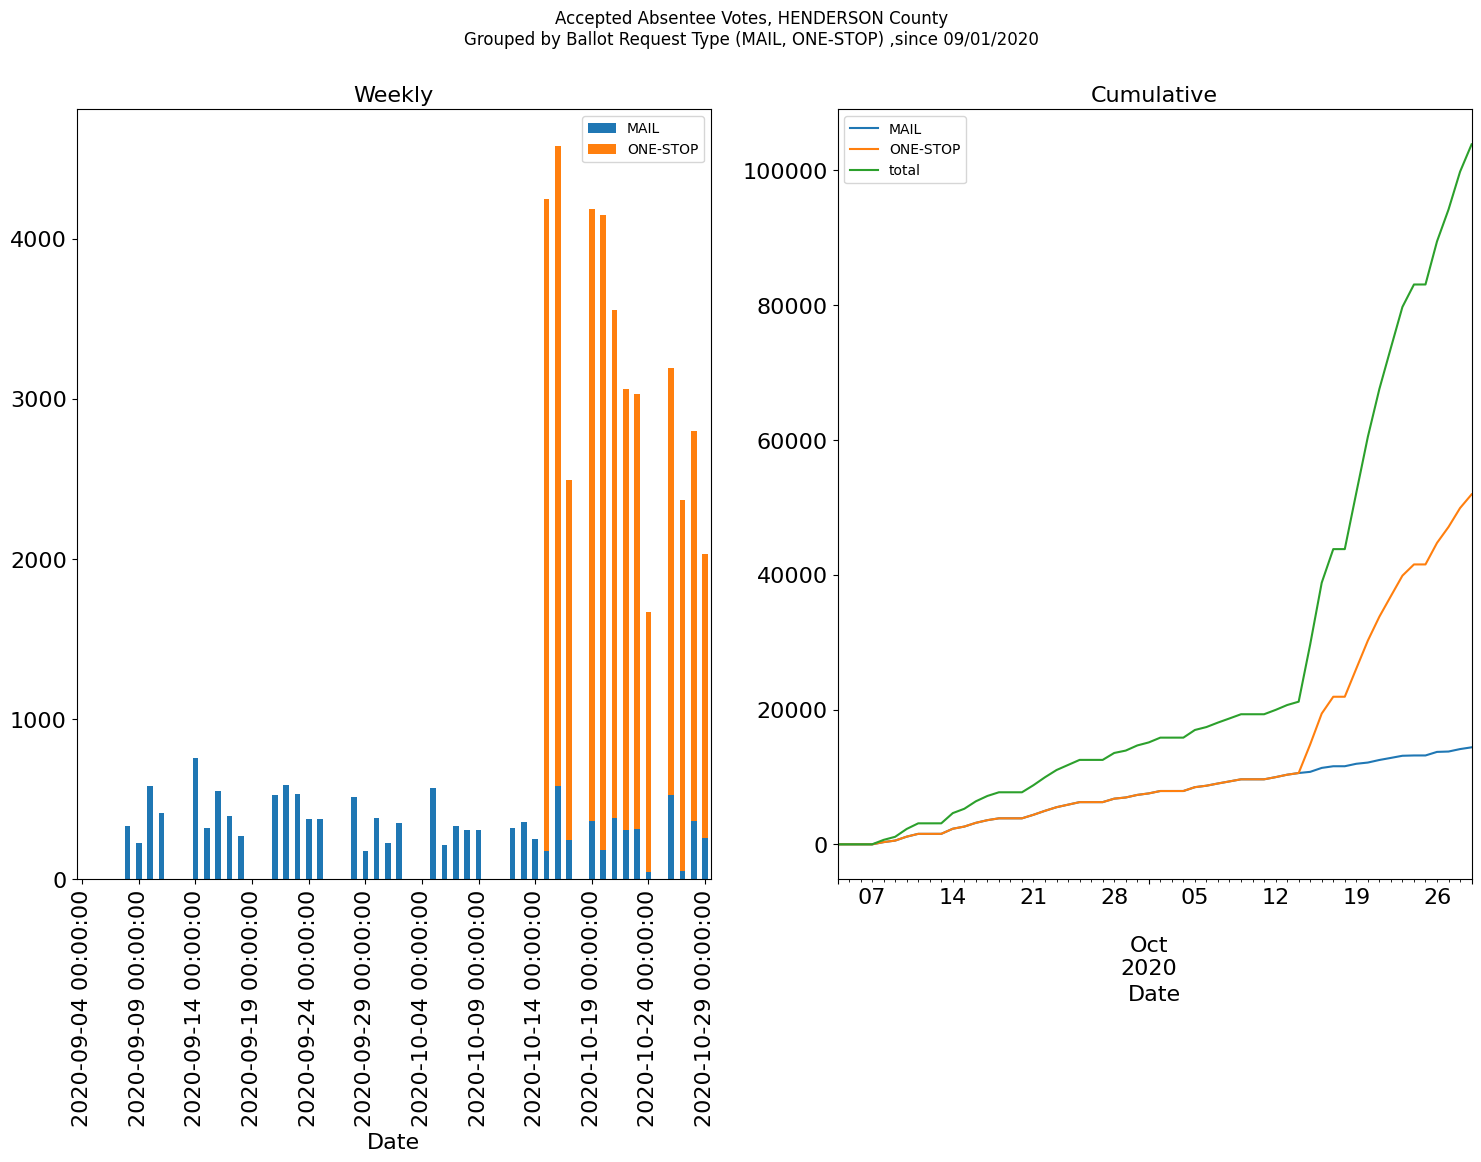 Accepted Absentee Votes, HENDERSON County
Grouped by Ballot Request Type (MAIL, ONE-STOP) ,since 09/01/2020
Weekly
MAIL
ONE-STOP
4000
3000
2000
1000
0
2020-09-04 00:00:00
2020-09-09 00:00:00
2020-09-14 00:00:00
2020-09-19 00:00:00
2020-09-24 00:00:00
2020-09-29 00:00:00
2020-10-04 00:00:00
2020-10-09 00:00:00
2020-10-14 00:00:00
2020-10-19 00:00:00
2020-10-24 00:00:00
2020-10-29 00:00:00
Date
Cumulative
MAIL
ONE-STOP
total
100000
80000
60000
40000
20000
0
07 14 21 28 05 12 19 26
Oct
2020
Date